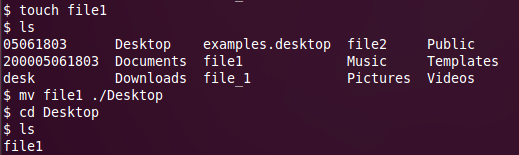 $ touch file1
$ ls
05061803      Desktop    examples.desktop  file2     Public
200005061803  Documents  file1             Music     Templates
desk          Downloads  file_1            Pictures  Videos
$ mv file1 ./Desktop
$ cd Desktop
$ ls
file1